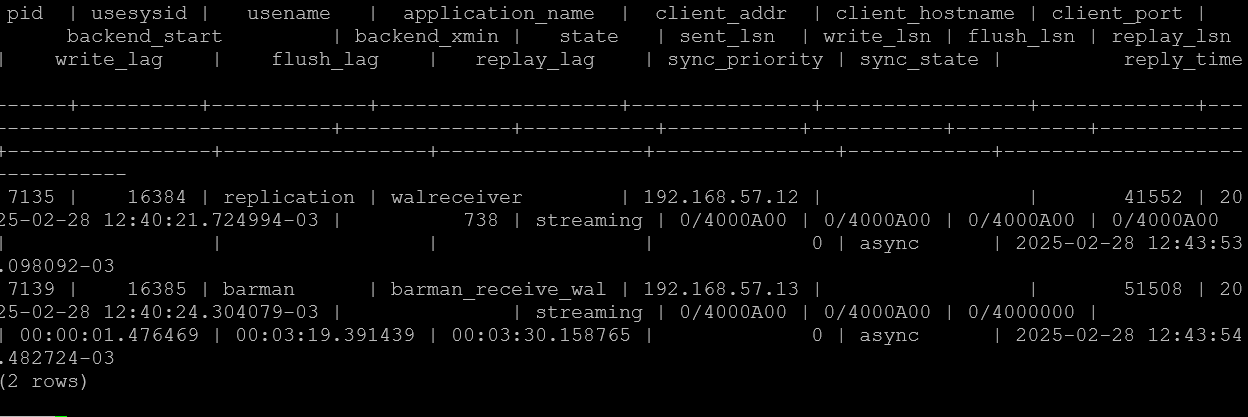 pid  | usesysid |   usename   |  application_name  |  client_addr  | client_hostname | client_port |
      backend_start         | backend_xmin |   state   | sent_lsn  | write_lsn | flush_lsn | replay_lsn
|    write_lag    |    flush_lag    |   replay_lag    | sync_priority | sync_state |          reply_time
------+----------+-------------+--------------------+---------------+-----------------+-------------+---
----------------------------+---------------+-----------+------------+-----------+-----------+------------
+-----------------+-----------------+-----------------+---------------+------------+--------------------
-----------
7135 |    16384 | replication | walreceiver        | 192.168.57.12 |                 |       41552 | 20
25-02-28 12:40:21.724994-03 |          738 | streaming | 0/4000A00 | 0/4000A00 | 0/4000A00 | 0/4000A00
|                 |                 |                 |             0 | async      | 2025-02-28 12:43:53
.098092-03
7139 |    16385 | barman      | barman_receive_wal | 192.168.57.13 |                 |       51508 | 20
25-02-28 12:40:24.304079-03 |              | streaming | 0/4000A00 | 0/4000A00 | 0/4000000 |
| 00:00:01.476469 | 00:03:19.391439 | 00:03:30.158765 |             0 | async      | 2025-02-28 12:43:54
.482724-03
(2 rows)